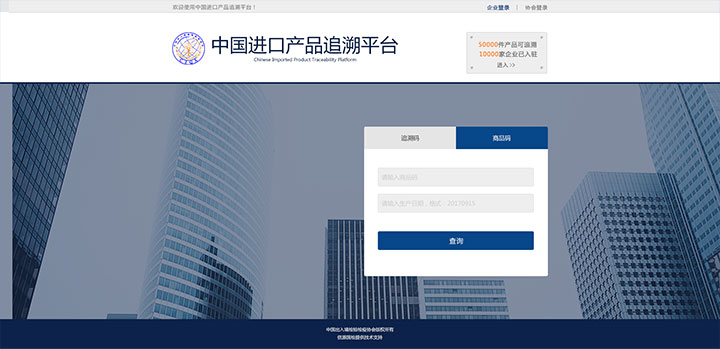 欢迎使用中国进口产品追溯平台！
企业登录 | 协会登录
中国进口产品追溯平台
Chinese Imported Product Traceability Platform
50000件产品可追溯
10000家企业已入驻
进入 >>
追溯码 商品码
请输入商品码
请输入生产日期，格式：20170915
查询
中国出入境检验检疫协会版权所有
信源国检提供技术支持